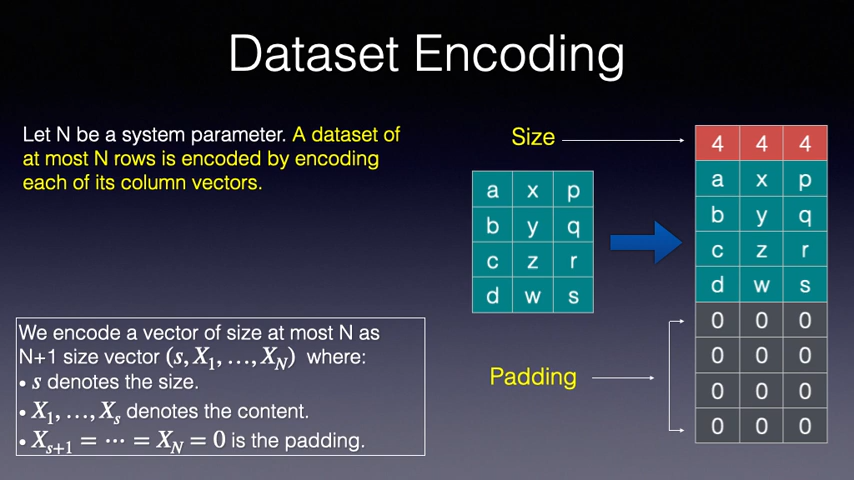 Dataset Encoding
Let N be a system parameter. A dataset of
at most N rows is encoded by encoding
each of its column vectors.
We encode a vector of size at most N as
N+1 size vector (s, X₁, …, X_N) where:
• s denotes the size.
• X₁, …, Xₛ denotes the content.
• Xₛ₊₁ = ⋯ = X_N = 0 is the padding.
a x p
b y q
c z r
d w s
Size
4 4 4
a x p
b y q
c z r
d w s
0 0 0
0 0 0
Padding
0 0 0
0 0 0